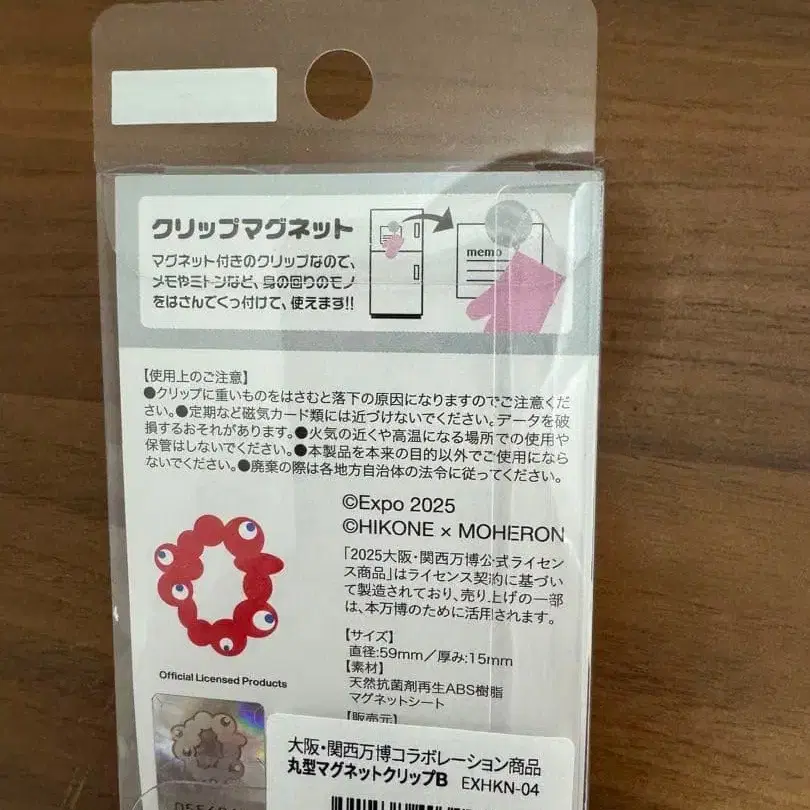 クリップマグネット
マグネット付きのクリップなので、
メモやミトンなど、身の回りのモノ
をはさんでくっ付けて、使えます!!
memo
【使用上のご注意】
●クリップに重いものをはさむと落下の原因になりますのでご注意くだ
さい。●定期など磁気カード類には近づけないでください。データを破
損するおそれがあります。●火気の近くや高温になる場所での使用や
保管はしないでください。●本製品を本来の目的以外でご使用になら
ないでください。●廃棄の際は各地方自治体の法令に従ってください。
©Expo 2025
©HIKONE × MOHERON
「2025大阪・関西万博公式ライセン
ス商品」はライセンス契約に基づい
て製造されており、売り上げの一部
は、本万博のために活用されます。
【サイズ】
直径:59mm/厚み:15mm
【素材】
天然抗菌剤再生ABS樹脂
マグネットシート
【販売元】
Official Licensed Products
大阪・関西万博コラボレーション商品
丸型マグネットクリップB EXHKN-04